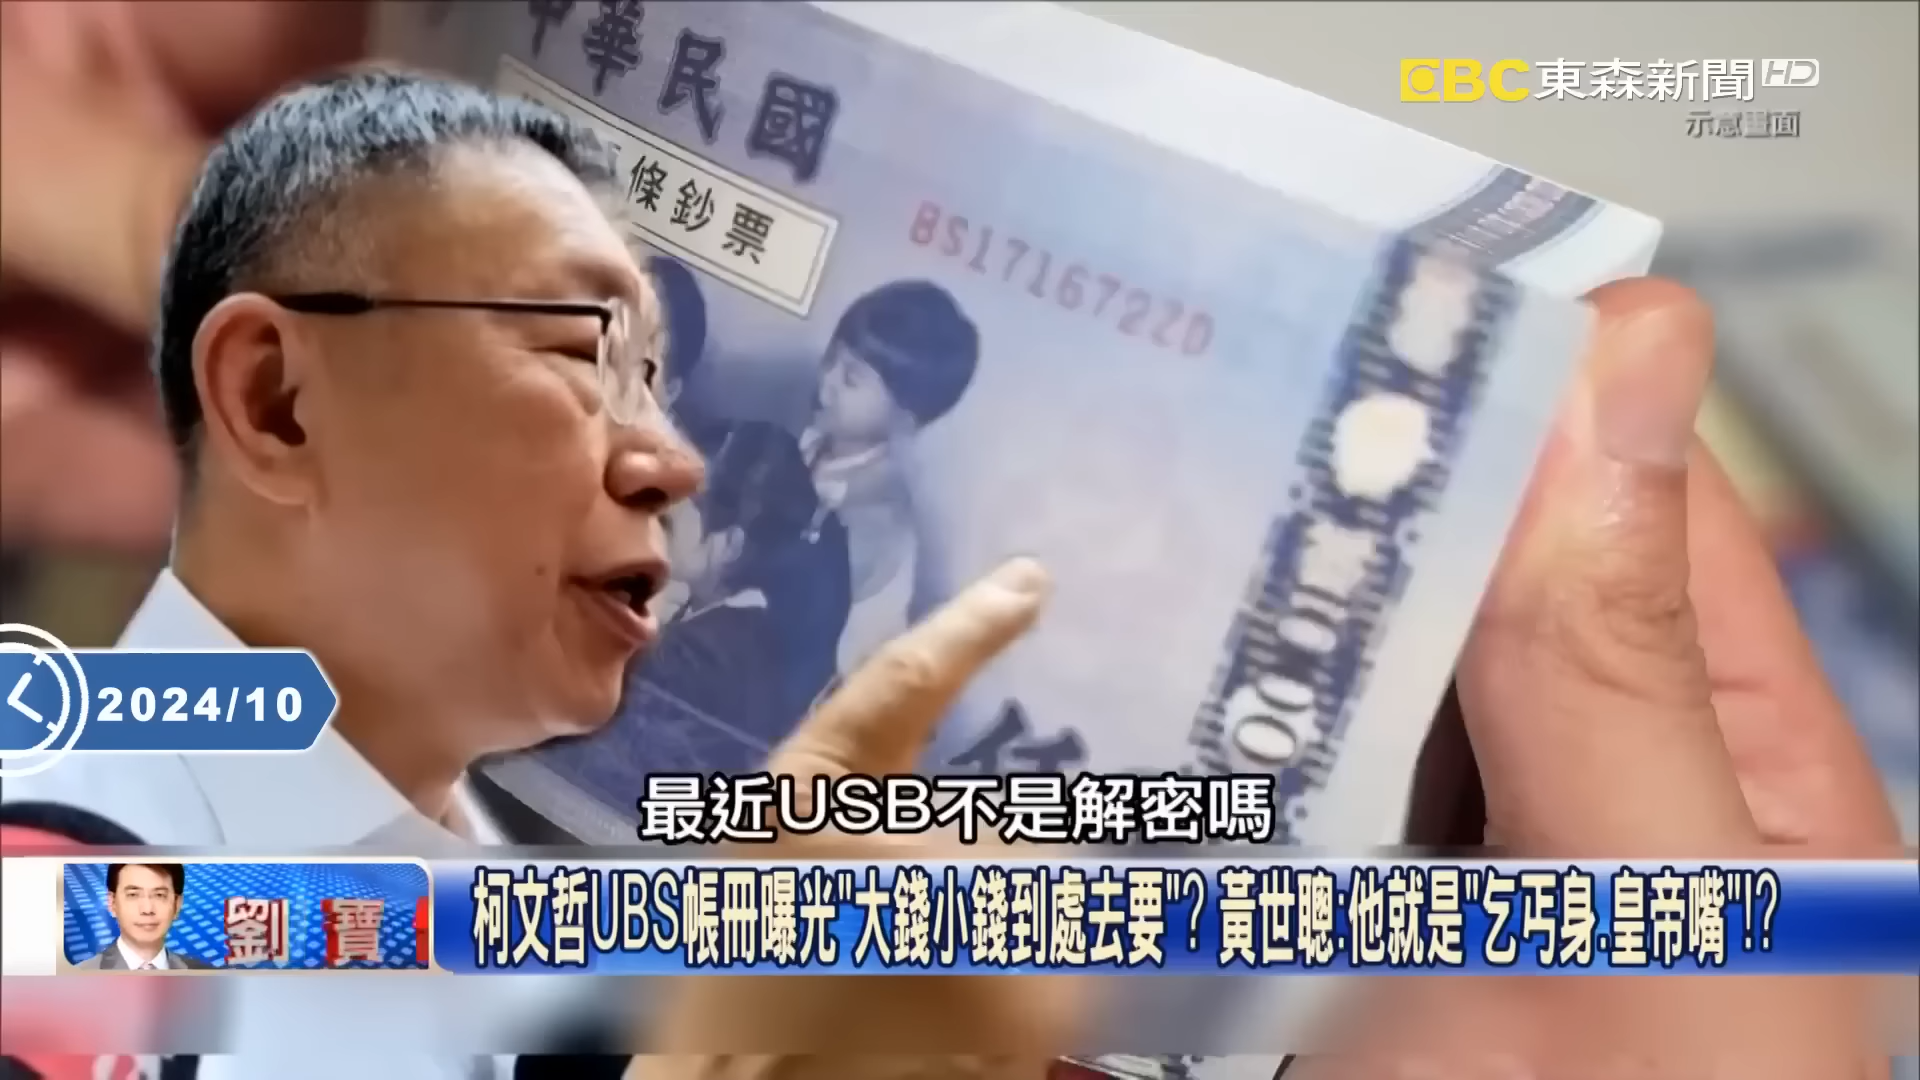 中華民國
EBC東森新聞HD
示意畫面
條鈔票
BS171672ZD
2024/10
最近USB不是解密嗎
柯文哲UBS帳冊曝光"大錢小錢到處去要"? 黃世聰:他就是"乞丐身.皇帝嘴"!?
劉寶